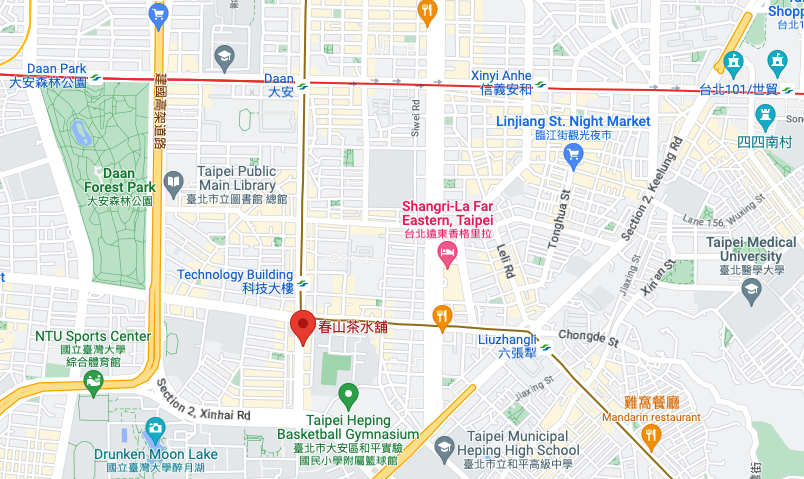 Shopp
台北10
Daan Park
大安森林公園
建國高架道路
Daan
大安
Xinyi Anhe
信義安和
台北101/世貿
Siwei Rd
Linjiang St. Night Market
臨江街觀光夜市
Song
四四南村
Daan
Forest Park
大安森林公園
Taipei Public
Main Library
臺北市立圖書館 總館
Shangri-La Far
Eastern, Taipei
台北遠東香格里拉
Tonghua St
Section 2, Keelung Rd
Lane 156, Wuxing St
Leli Rd
Taipei Medical
University
臺北醫學大學
Jiaxing St
Xin'an St
Technology Building
科技大樓
春山茶水舖
NTU Sports Center
國立臺灣大學
綜合體育館
Liuzhangli
六張犁
Chongde St
Jiaxing St
Section 2, Xinhai Rd
雞窩餐廳
Mandarin restaurant
Taipei Heping
Basketball Gymnasium
臺北市大安區和平實驗
國民小學附屬籃球館
Taipei Municipal
Heping High School
臺北市立和平高級中學
Drunken Moon Lake
國立臺灣大學醉月湖